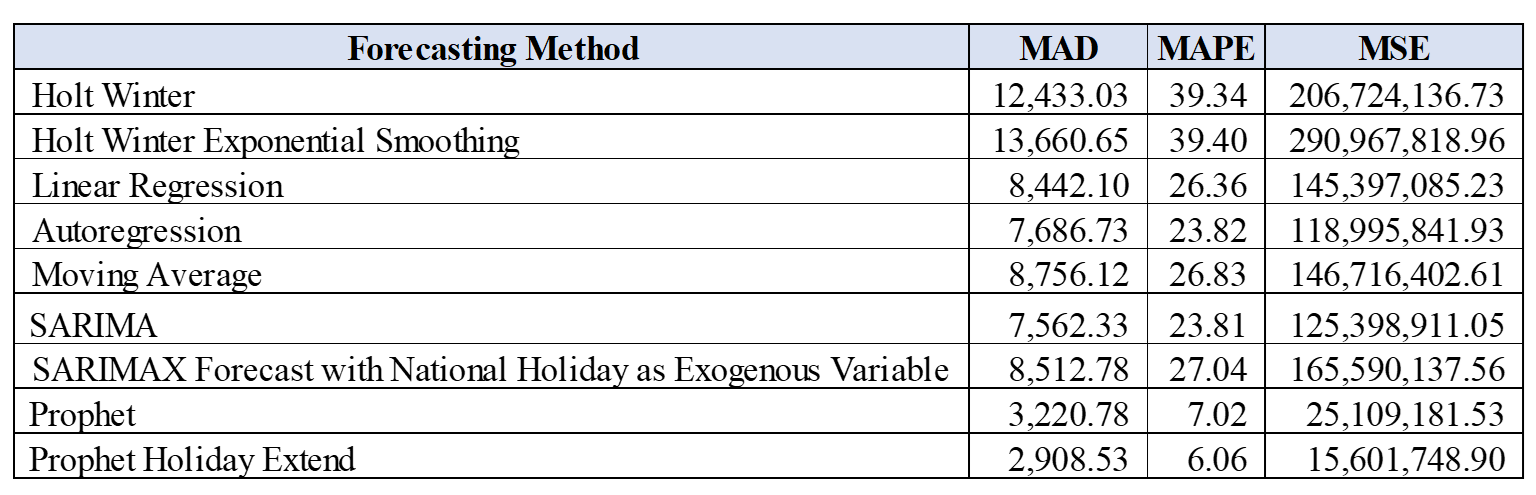 Forecasting Method MAD MAPE MSE
Holt Winter 12,433.03 39.34 206,724,136.73
Holt Winter Exponential Smoothing 13,660.65 39.40 290,967,818.96
Linear Regression 8,442.10 26.36 145,397,085.23
Autoregression 7,686.73 23.82 118,995,841.93
Moving Average 8,756.12 26.83 146,716,402.61
SARIMA 7,562.33 23.81 125,398,911.05
SARIMAX Forecast with National Holiday as Exogenous Variable 8,512.78 27.04 165,590,137.56
Prophet 3,220.78 7.02 25,109,181.53
Prophet Holiday Extend 2,908.53 6.06 15,601,748.90